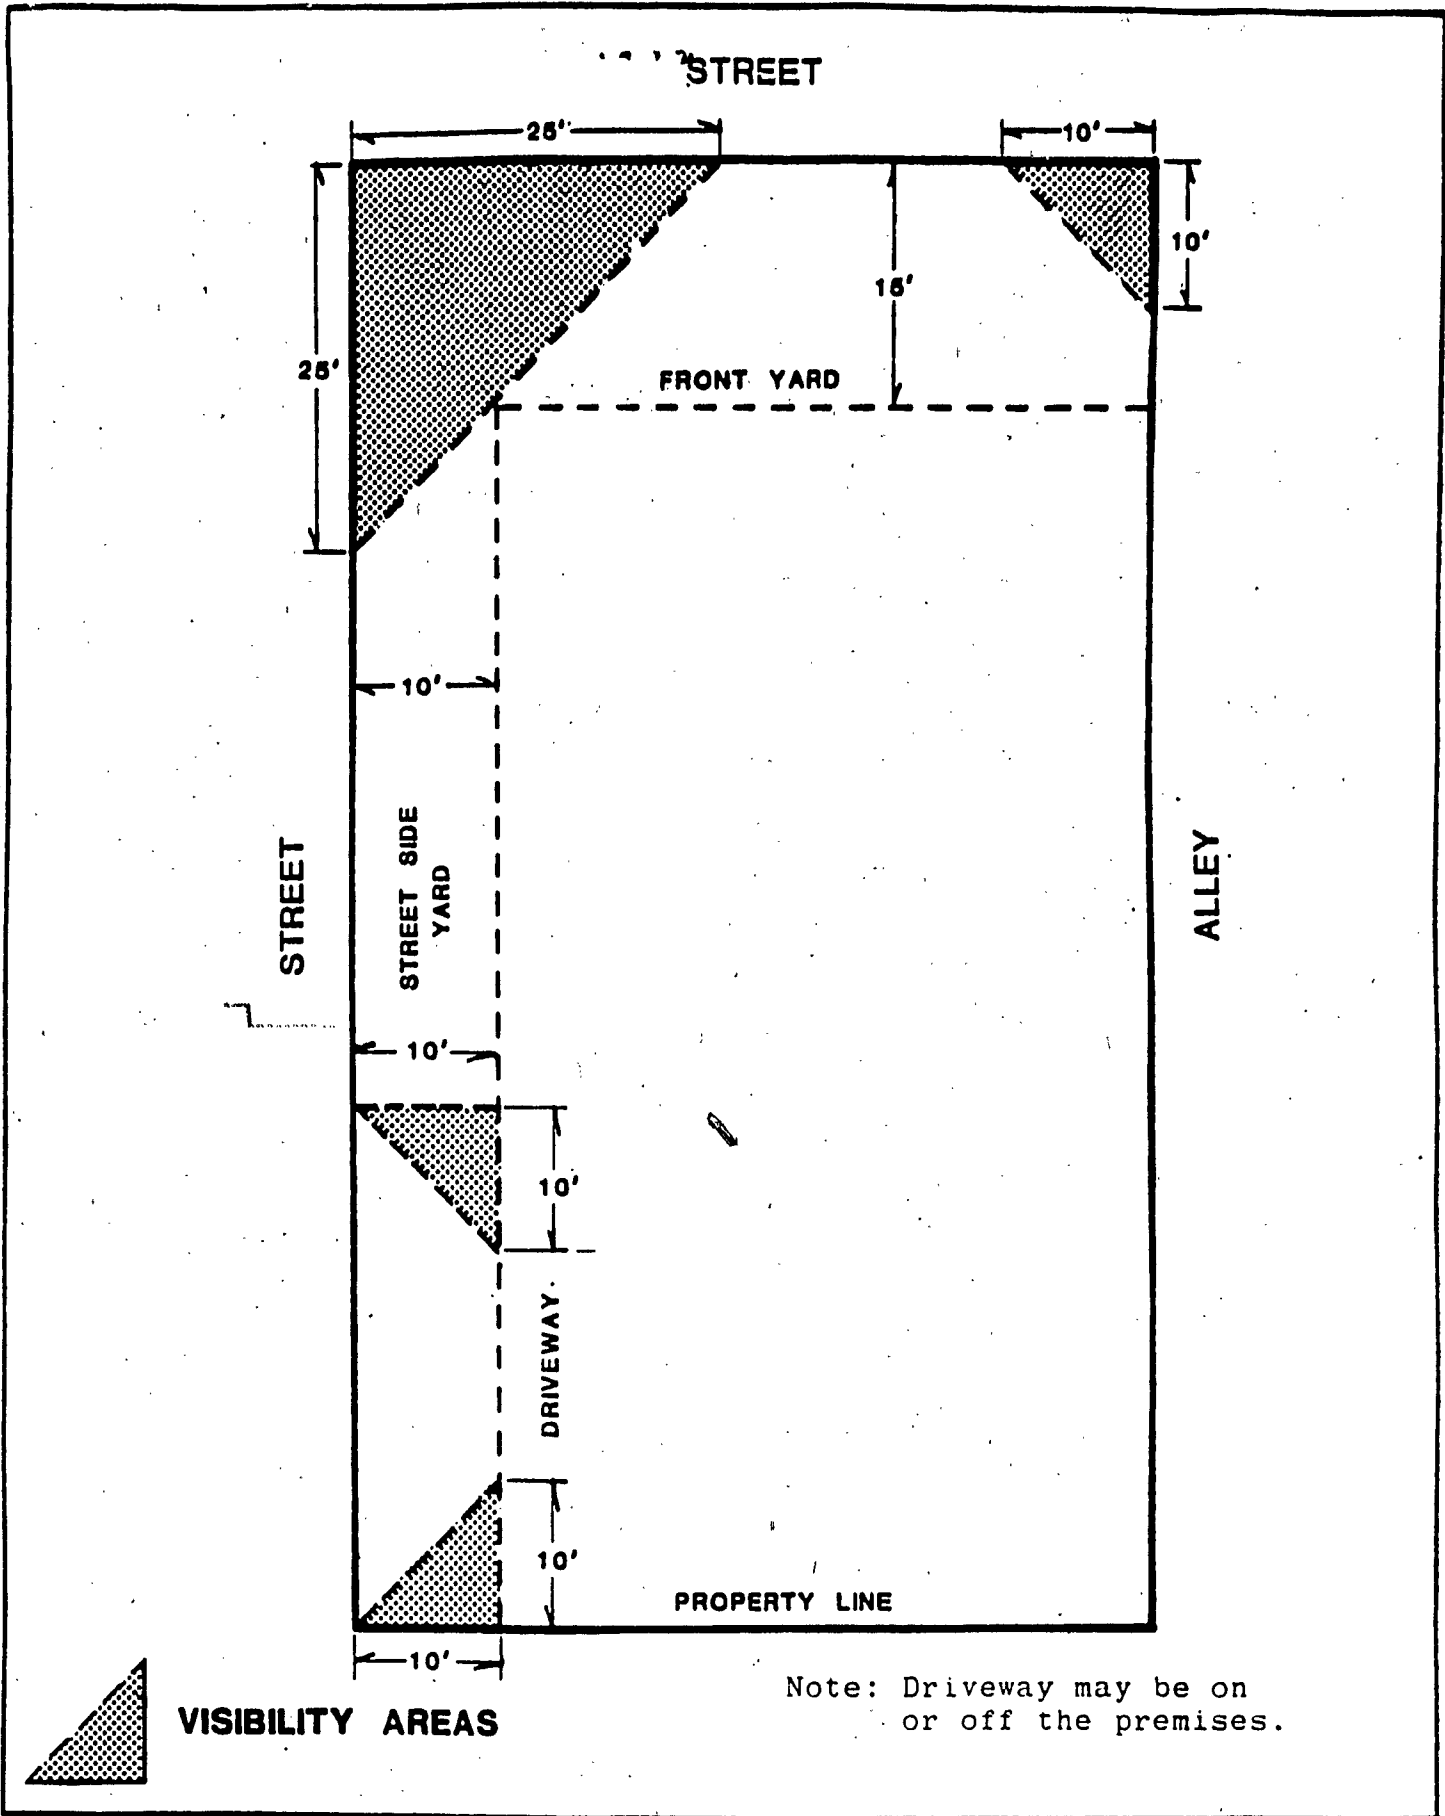 STREET
25'
10'
10'
15'
25'
FRONT YARD
10'
STREET
STREET SIDE
YARD
ALLEY
10'
10'
DRIVEWAY
10'
PROPERTY LINE
10'
VISIBILITY AREAS
Note: Driveway may be on
or off the premises.